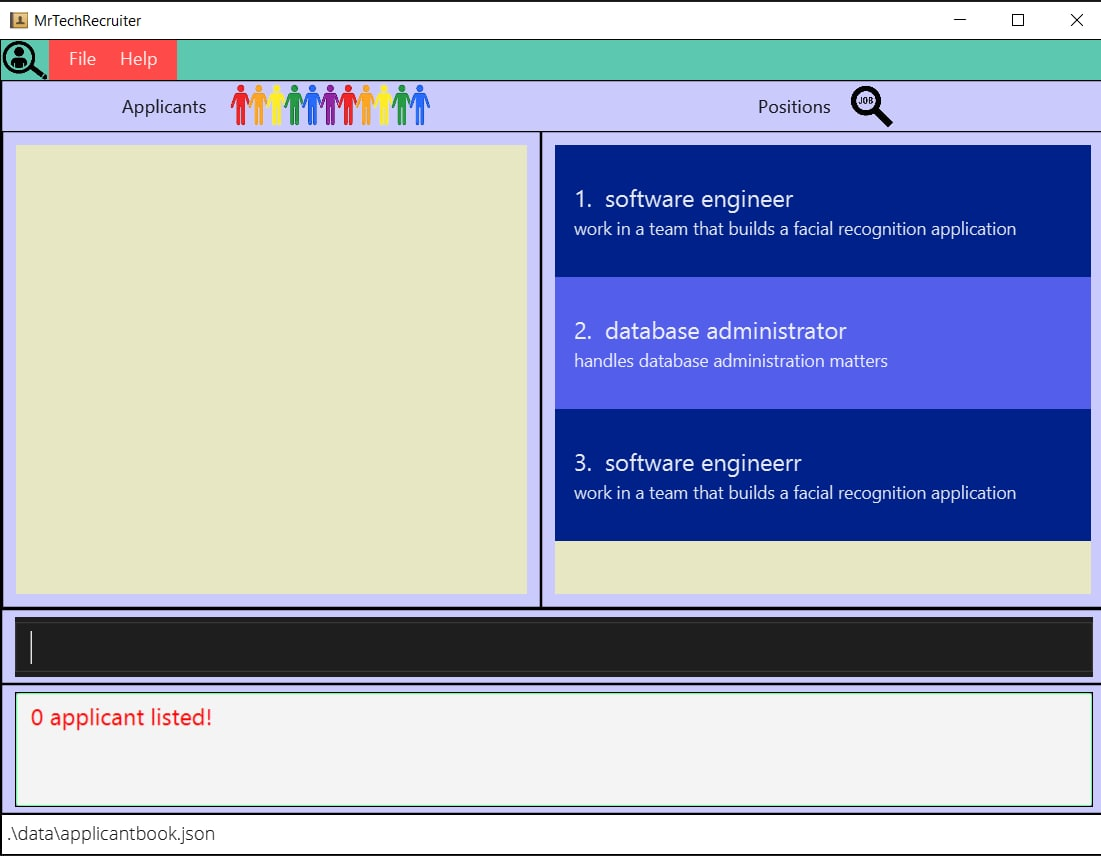 MrTechRecruiter
File Help
Applicants
Positions
JOB
1. software engineer
work in a team that builds a facial recognition application
2. database administrator
handles database administration matters
3. software engineerr
work in a team that builds a facial recognition application
0 applicant listed!
.\data\applicantbook.json